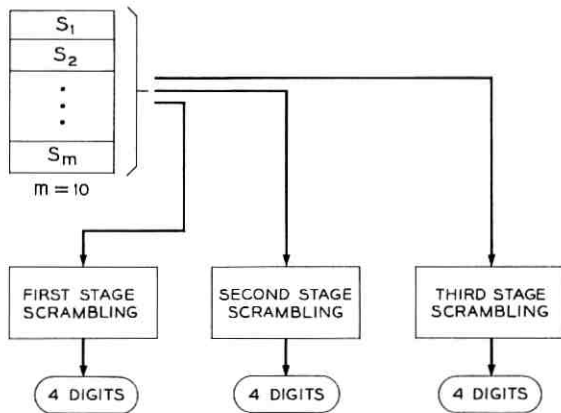 S1
S2
Sm
m = 10
FIRST STAGE
SCRAMBLING
SECOND STAGE
SCRAMBLING
THIRD STAGE
SCRAMBLING
4 DIGITS
4 DIGITS
4 DIGITS